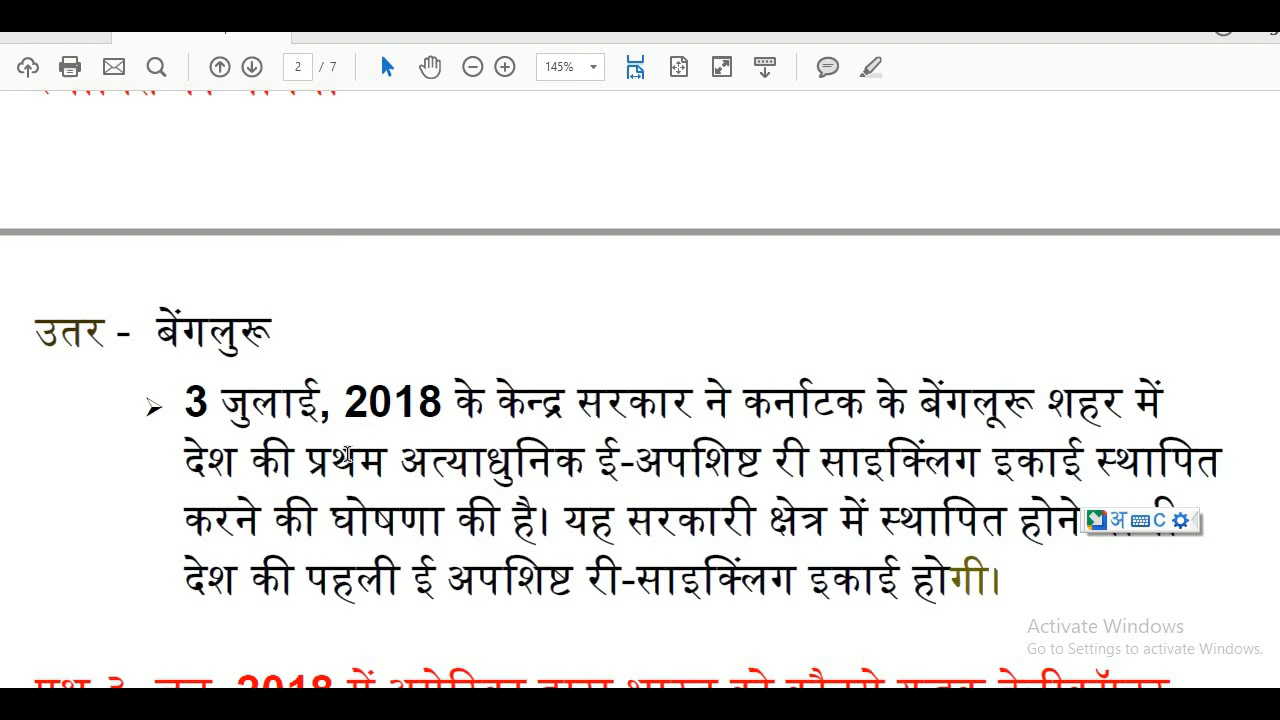 2 / 7
145%
उतर - बेंगलुरू
3 जुलाई, 2018 के केन्द्र सरकार ने कर्नाटक के बेंगलूरू शहर में
देश की प्रथम अत्याधुनिक ई-अपशिष्ट री साइक्लिंग इकाई स्थापित
करने की घोषणा की है। यह सरकारी क्षेत्र में स्थापित होने
अ C
देश की पहली ई अपशिष्ट री-साइक्लिंग इकाई होगी।
Activate Windows
Go to Settings to activate Windows.
2018 में